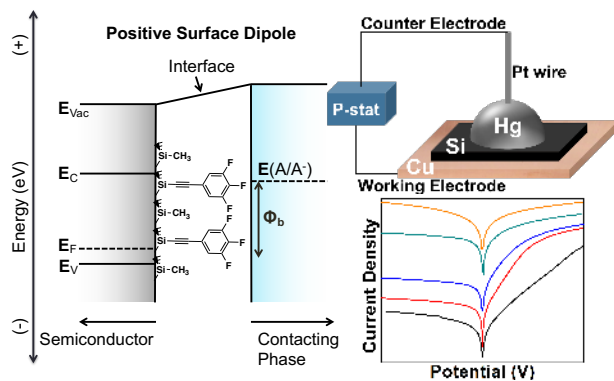 (+)
Energy (eV)
(-)
Positive Surface Dipole
Interface
E_Vac
E_C
E_F
E_V
Si-CH₃
Si
F
F
F
Si-CH₃
Si
F
F
F
Si-CH₃
E(A/A⁻)
Φ_b
Semiconductor
Contacting
Phase
Counter Electrode
Pt wire
P-stat
Hg
Si
Cu
Working Electrode
Current Density
Potential (V)